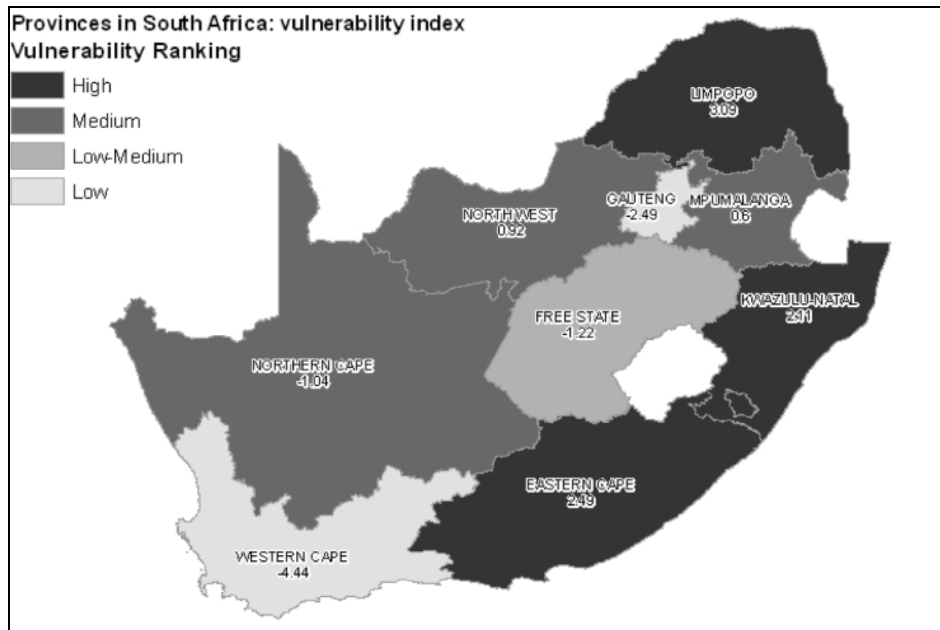 Provinces in South Africa: vulnerability index
Vulnerability Ranking
High
Medium
Low-Medium
Low
LIMPOPO
3.09
GAUTENG
-2.49
MPUMALANGA
0.6
NORTH WEST
0.92
KWAZULU-NATAL
2.11
FREE STATE
-1.22
NORTHERN CAPE
-1.04
EASTERN CAPE
2.49
WESTERN CAPE
-4.44